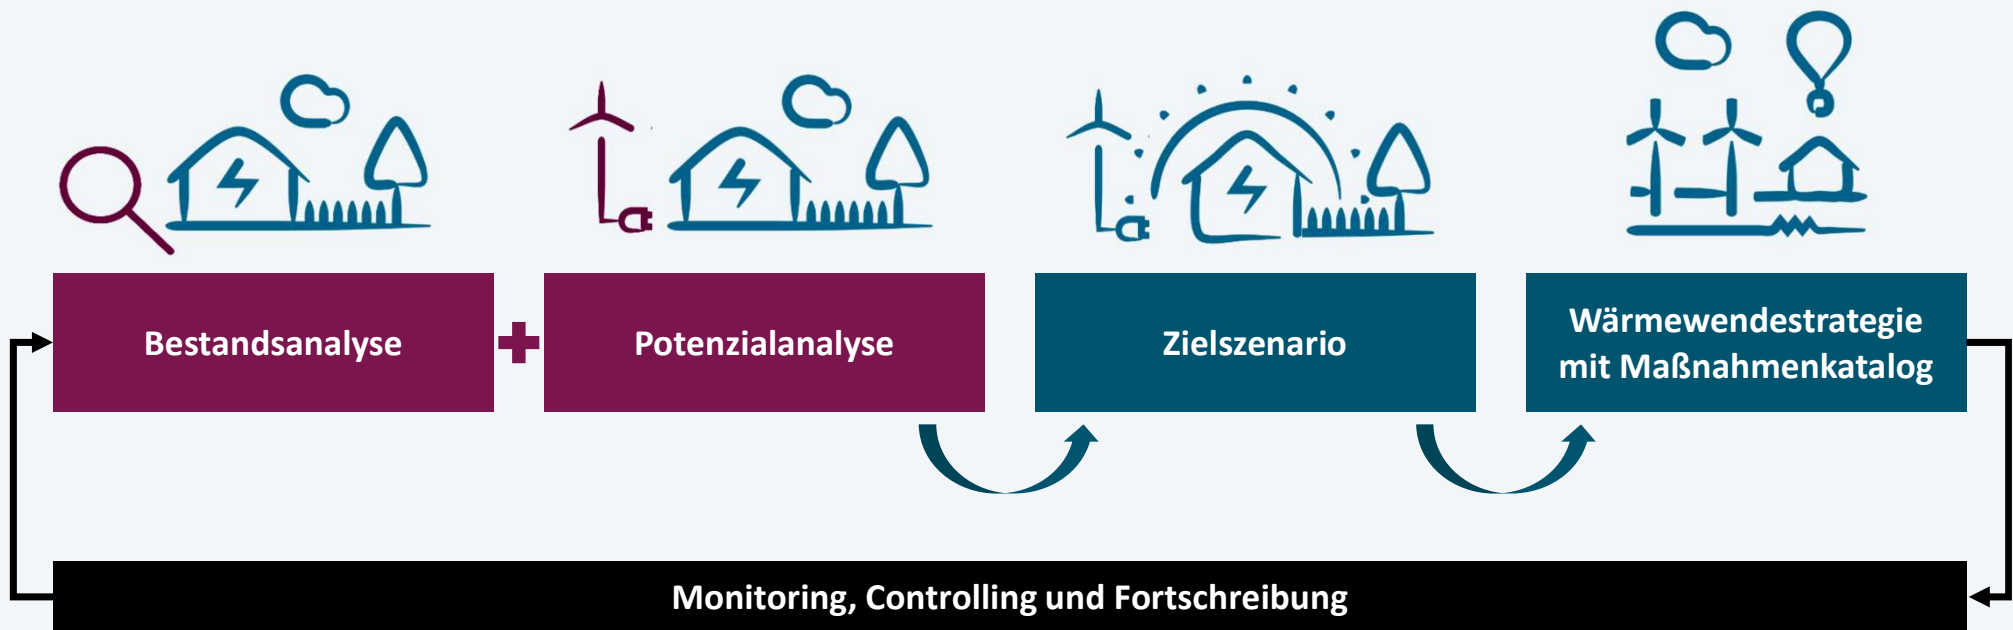 Bestandsanalyse
Potenzialanalyse
Zielszenario
Wärmewendestrategie
mit Maßnahmenkatalog
Monitoring, Controlling und Fortschreibung